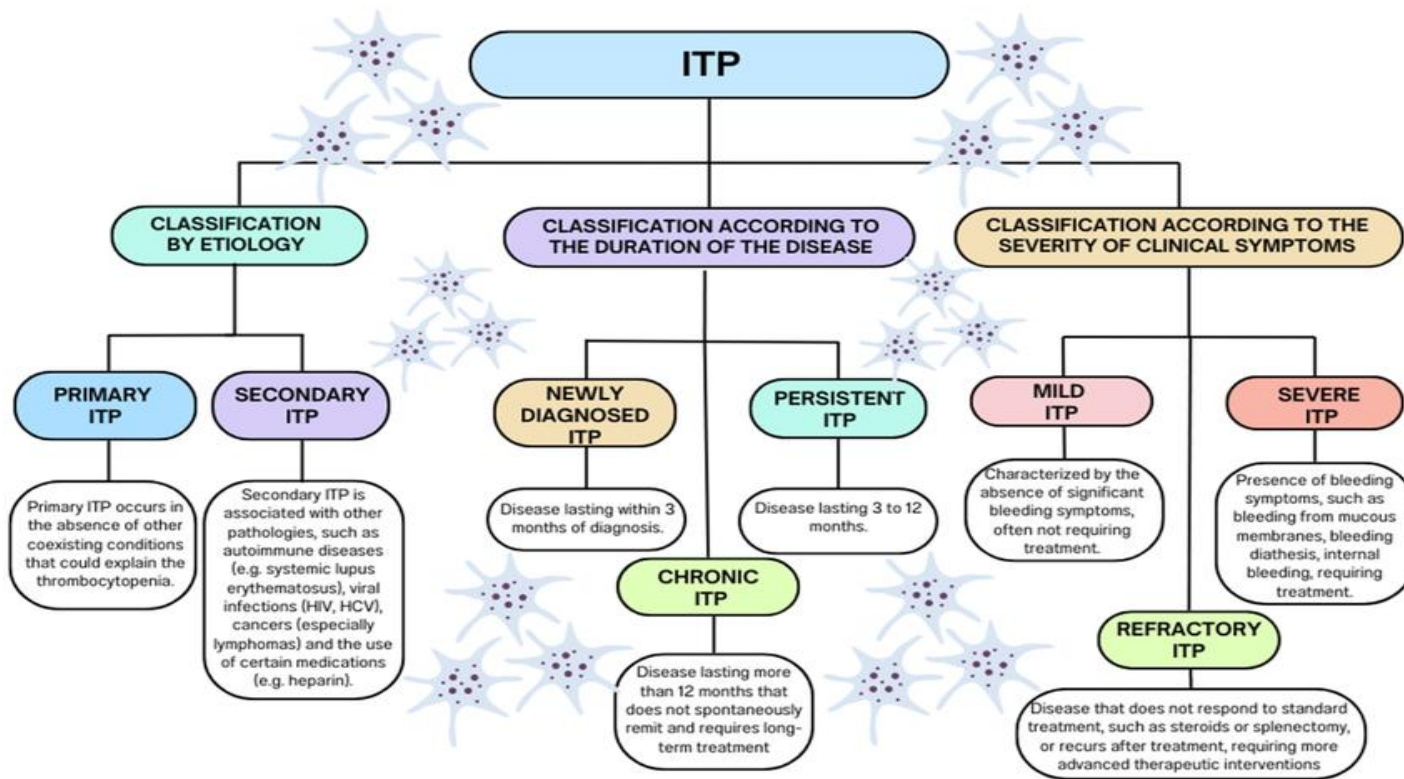 ITP
CLASSIFICATION
BY ETIOLOGY
CLASSIFICATION ACCORDING TO
THE DURATION OF THE DISEASE
CLASSIFICATION ACCORDING TO THE
SEVERITY OF CLINICAL SYMPTOMS
PRIMARY
ITP
Primary ITP occurs in
the absence of other
coexisting conditions
that could explain the
thrombocytopenia.
SECONDARY
ITP
Secondary ITP is
associated with other
pathologies, such as
autoimmune diseases
(e.g. systemic lupus
erythematosus), viral
infections (HIV, HCV),
cancers (especially
lymphomas) and the use
of certain medications
(e.g. heparin).
NEWLY
DIAGNOSED
ITP
Disease lasting within 3
months of diagnosis.
PERSISTENT
ITP
Disease lasting 3 to 12
months.
CHRONIC
ITP
Disease lasting more
than 12 months that
does not spontaneously
remit and requires long-
term treatment
MILD
ITP
Characterized by the
absence of significant
bleeding symptoms,
often not requiring
treatment.
SEVERE
ITP
Presence of bleeding
symptoms, such as
bleeding from mucous
membranes, bleeding
diathesis, internal
bleeding, requiring
treatment.
REFRACTORY
ITP
Disease that does not respond to standard
treatment, such as steroids or splenectomy,
or recurs after treatment, requiring more
advanced therapeutic interventions